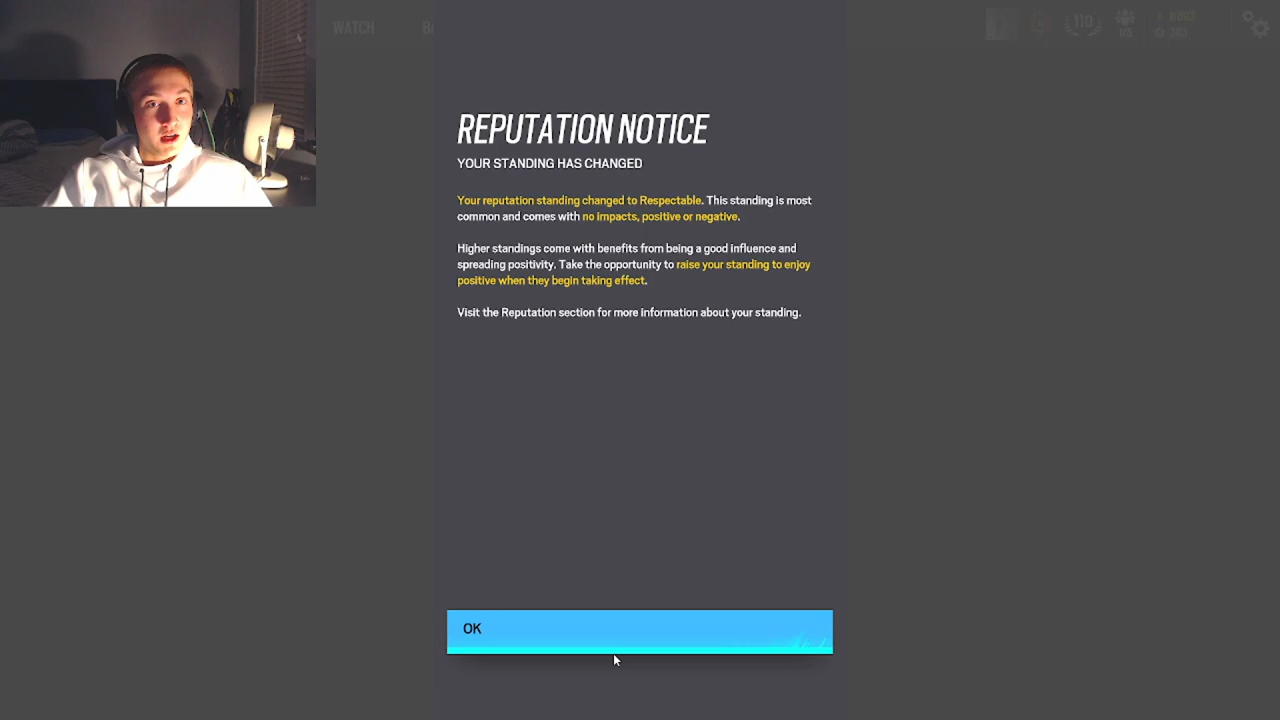 WATCH
110
1/5
REPUTATION NOTICE
YOUR STANDING HAS CHANGED
Your reputation standing changed to Respectable. This standing is most
common and comes with no impacts, positive or negative.
Higher standings come with benefits from being a good influence and
spreading positivity. Take the opportunity to raise your standing to enjoy
positive when they begin taking effect.
Visit the Reputation section for more information about your standing.
OK